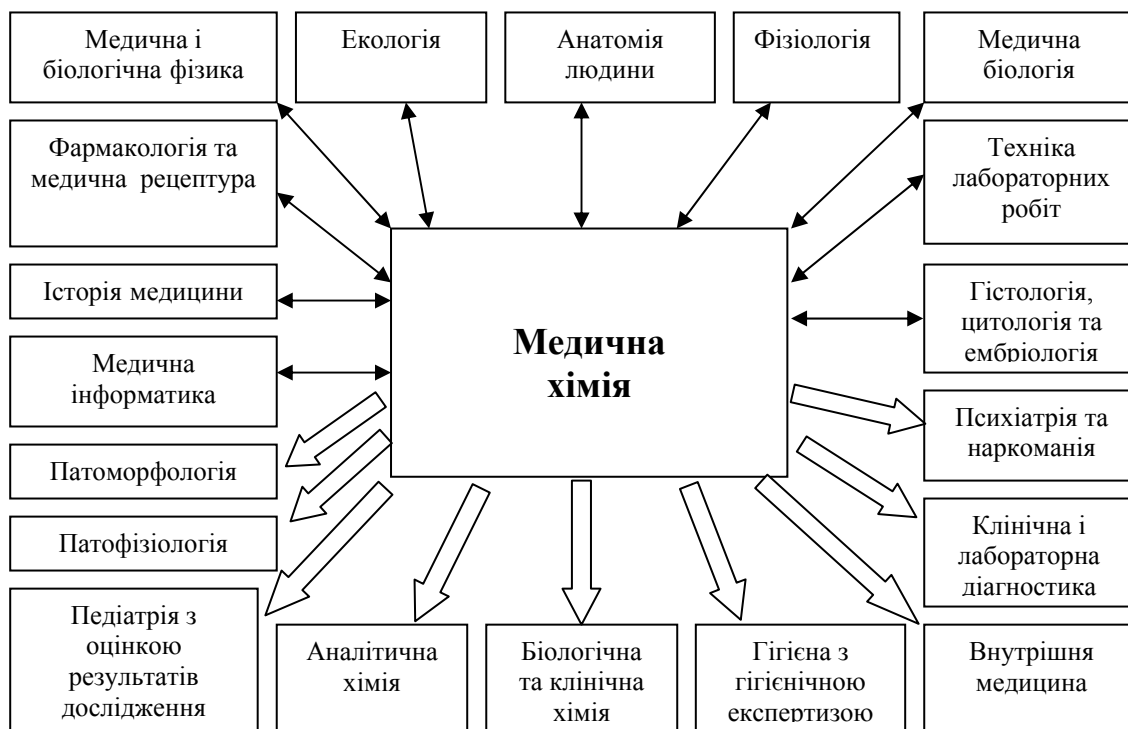 Медична і
біологічна фізика
Екологія
Анатомія
людини
Фізіологія
Медична
біологія
Фармакологія та
медична рецептура
Техніка
лабораторних
робіт
Історія медицини
Гістологія,
цитологія та
ембріологія
Медична
хімія
Медична
інформатика
Психіатрія та
наркоманія
Патоморфологія
Патофізіологія
Клінічна і
лабораторна
діагностика
Педіатрія з
оцінкою
результатів
дослідження
Аналітична
хімія
Біологічна
та клінічна
хімія
Гігієна з
гігієнічною
експертизою
Внутрішня
медицина